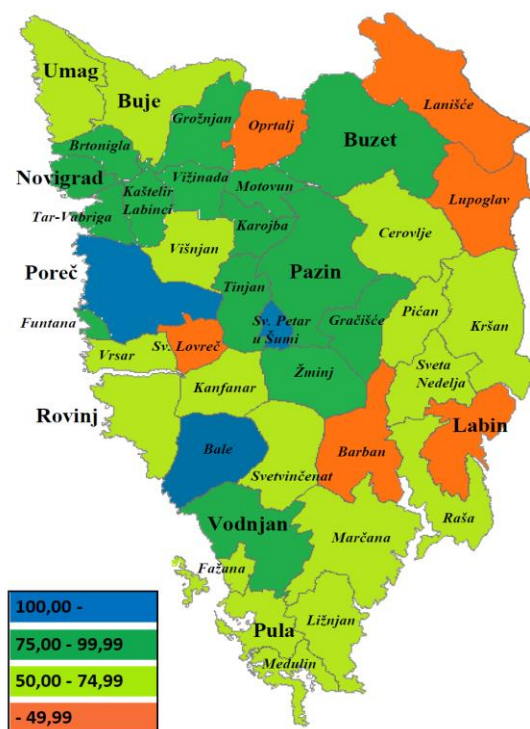 Umag
Buje
Grožnjan
Oprtalj
Lanišće
Buzet
Brtonigla
Novigrad
Kaštelir
Labinci
Vižinada
Motovun
Lupoglav
Tar-Vabriga
Karojba
Višnjan
Cerovlje
Poreč
Tinjan
Pazin
Pićan
Kršan
Funtana
Sv. Petar
u Šumi
Gračišće
Vrsar
Sv. Lovreč
Žminj
Sveta
Nedelja
Kanfanar
Rovinj
Labin
Bale
Barban
Svetvinčenat
Raša
Vodnjan
Marčana
Fažana
Pula
Ližnjan
Medulin
100,00 -
75,00 - 99,99
50,00 - 74,99
- 49,99